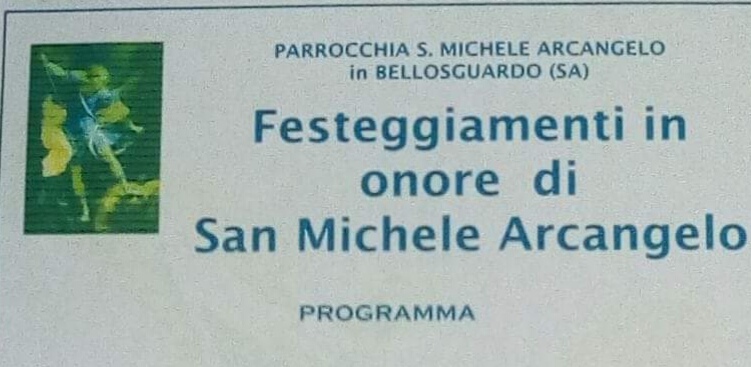 PARROCCHIA S. MICHELE ARCANGELO
in BELLOSGUARDO (SA)
Festeggiamenti in
onore di
San Michele Arcangelo
PROGRAMMA